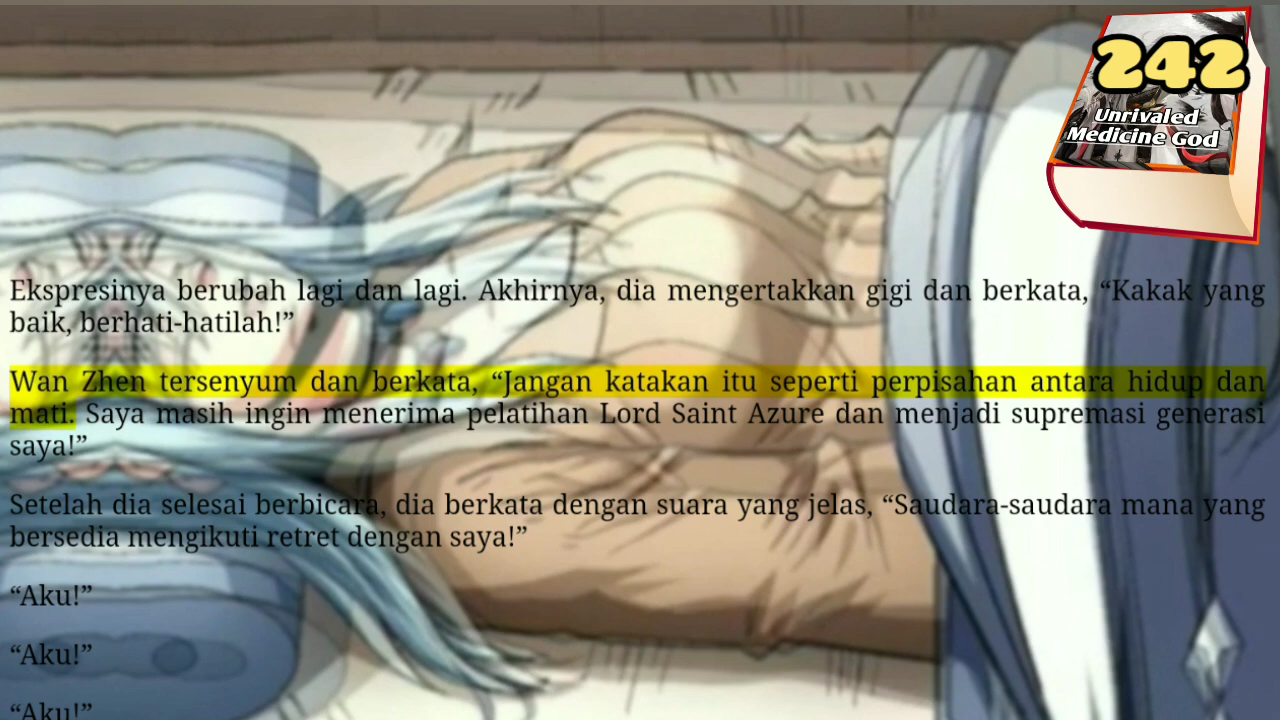 242
Unrivaled
Medicine God
Ekspresinya berubah lagi dan lagi. Akhirnya, dia mengertakkan gigi dan berkata, “Kakak yang
baik, berhati-hatilah!”
Wan Zhen tersenyum dan berkata, “Jangan katakan itu seperti perpisahan antara hidup dan
mati. Saya masih ingin menerima pelatihan Lord Saint Azure dan menjadi supremasi generasi
saya!”
Setelah dia selesai berbicara, dia berkata dengan suara yang jelas, “Saudara-saudara mana yang
bersedia mengikuti retret dengan saya!”
“Aku!”
“Aku!”
“Aku!”